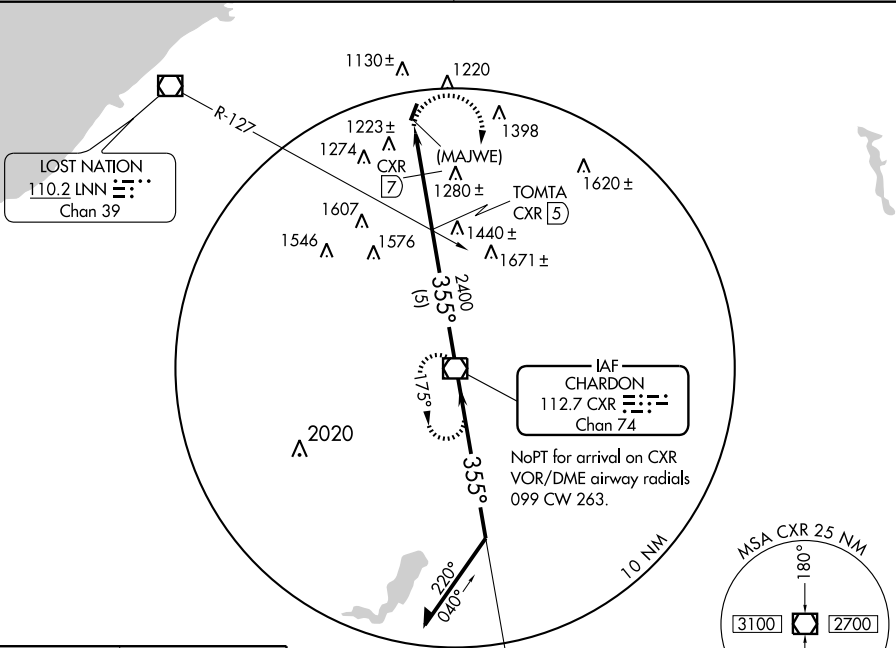 1130 ±
1220
R-127
1398
1223 ±
1274
(MAJWE)
CXR
7
1280 ±
1620 ±
LOST NATION
110.2 LNN
Chan 39
TOMTA
CXR 5
1607
1440 ±
1546
1576
1671 ±
2400
355°
(5)
IAF
CHARDON
112.7 CXR
Chan 74
175°
2020
NoPT for arrival on CXR
VOR/DME airway radials
099 CW 263.
355°
10 NM
220°
040°
MSA CXR 25 NM
180°
3100
2700